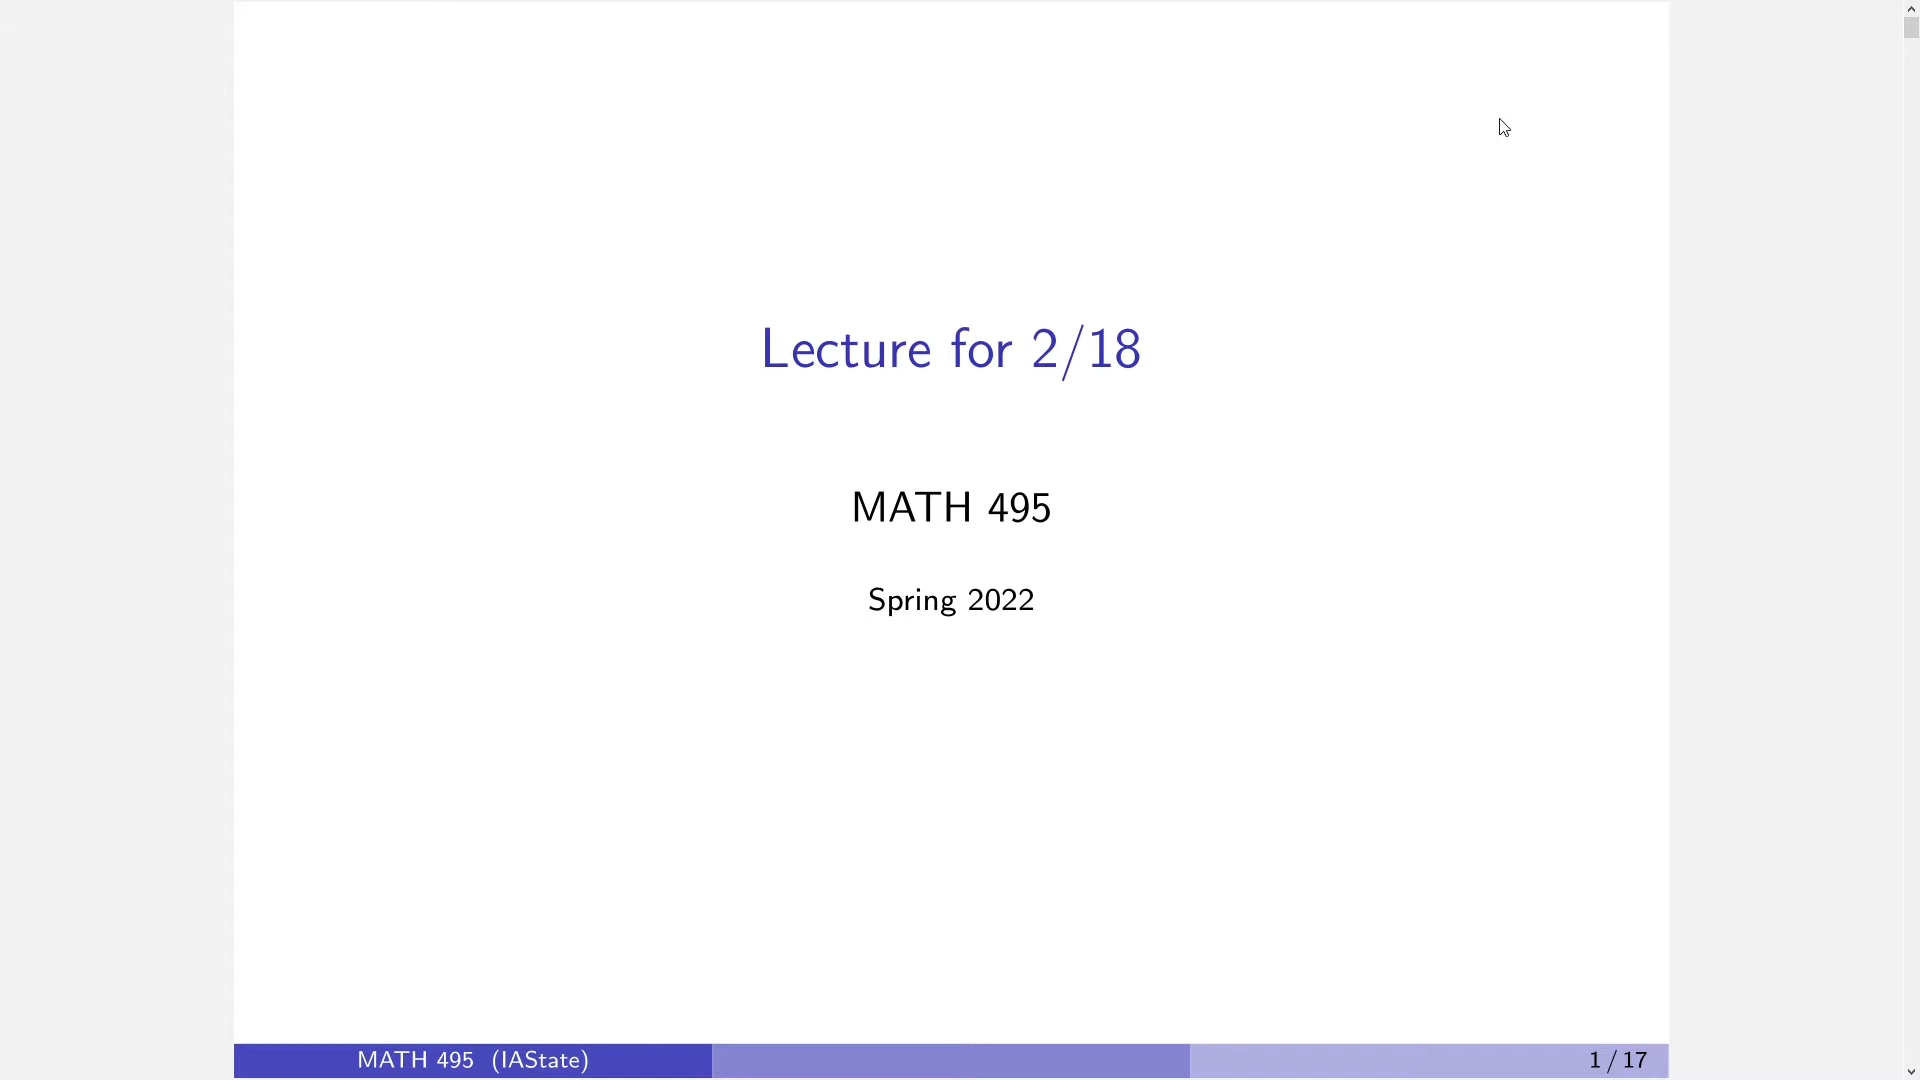 Lecture for 2/18
MATH 495
Spring 2022
MATH 495 (IAState)
1 / 17